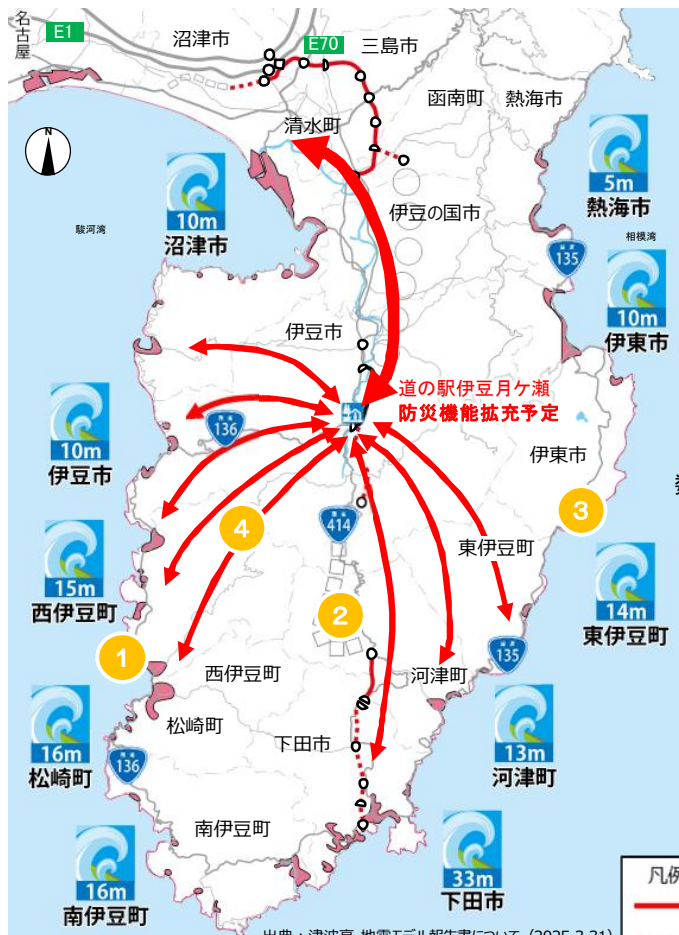 名古屋
E1
沼津市
E70
三島市
函南町
熱海市
清水町
N
10m
沼津市
駿河湾
伊豆の国市
5m
熱海市
相模湾
135
10m
伊東市
伊豆市
道の駅伊豆月ケ瀬
防災機能拡充予定
136
10m
伊豆市
伊東市
3
4
414
東伊豆町
15m
西伊豆町
14m
東伊豆町
2
1
135
西伊豆町
河津町
16m
松崎町
松崎町
下田市
13m
河津町
136
南伊豆町
16m
南伊豆町
33m
下田市
凡例